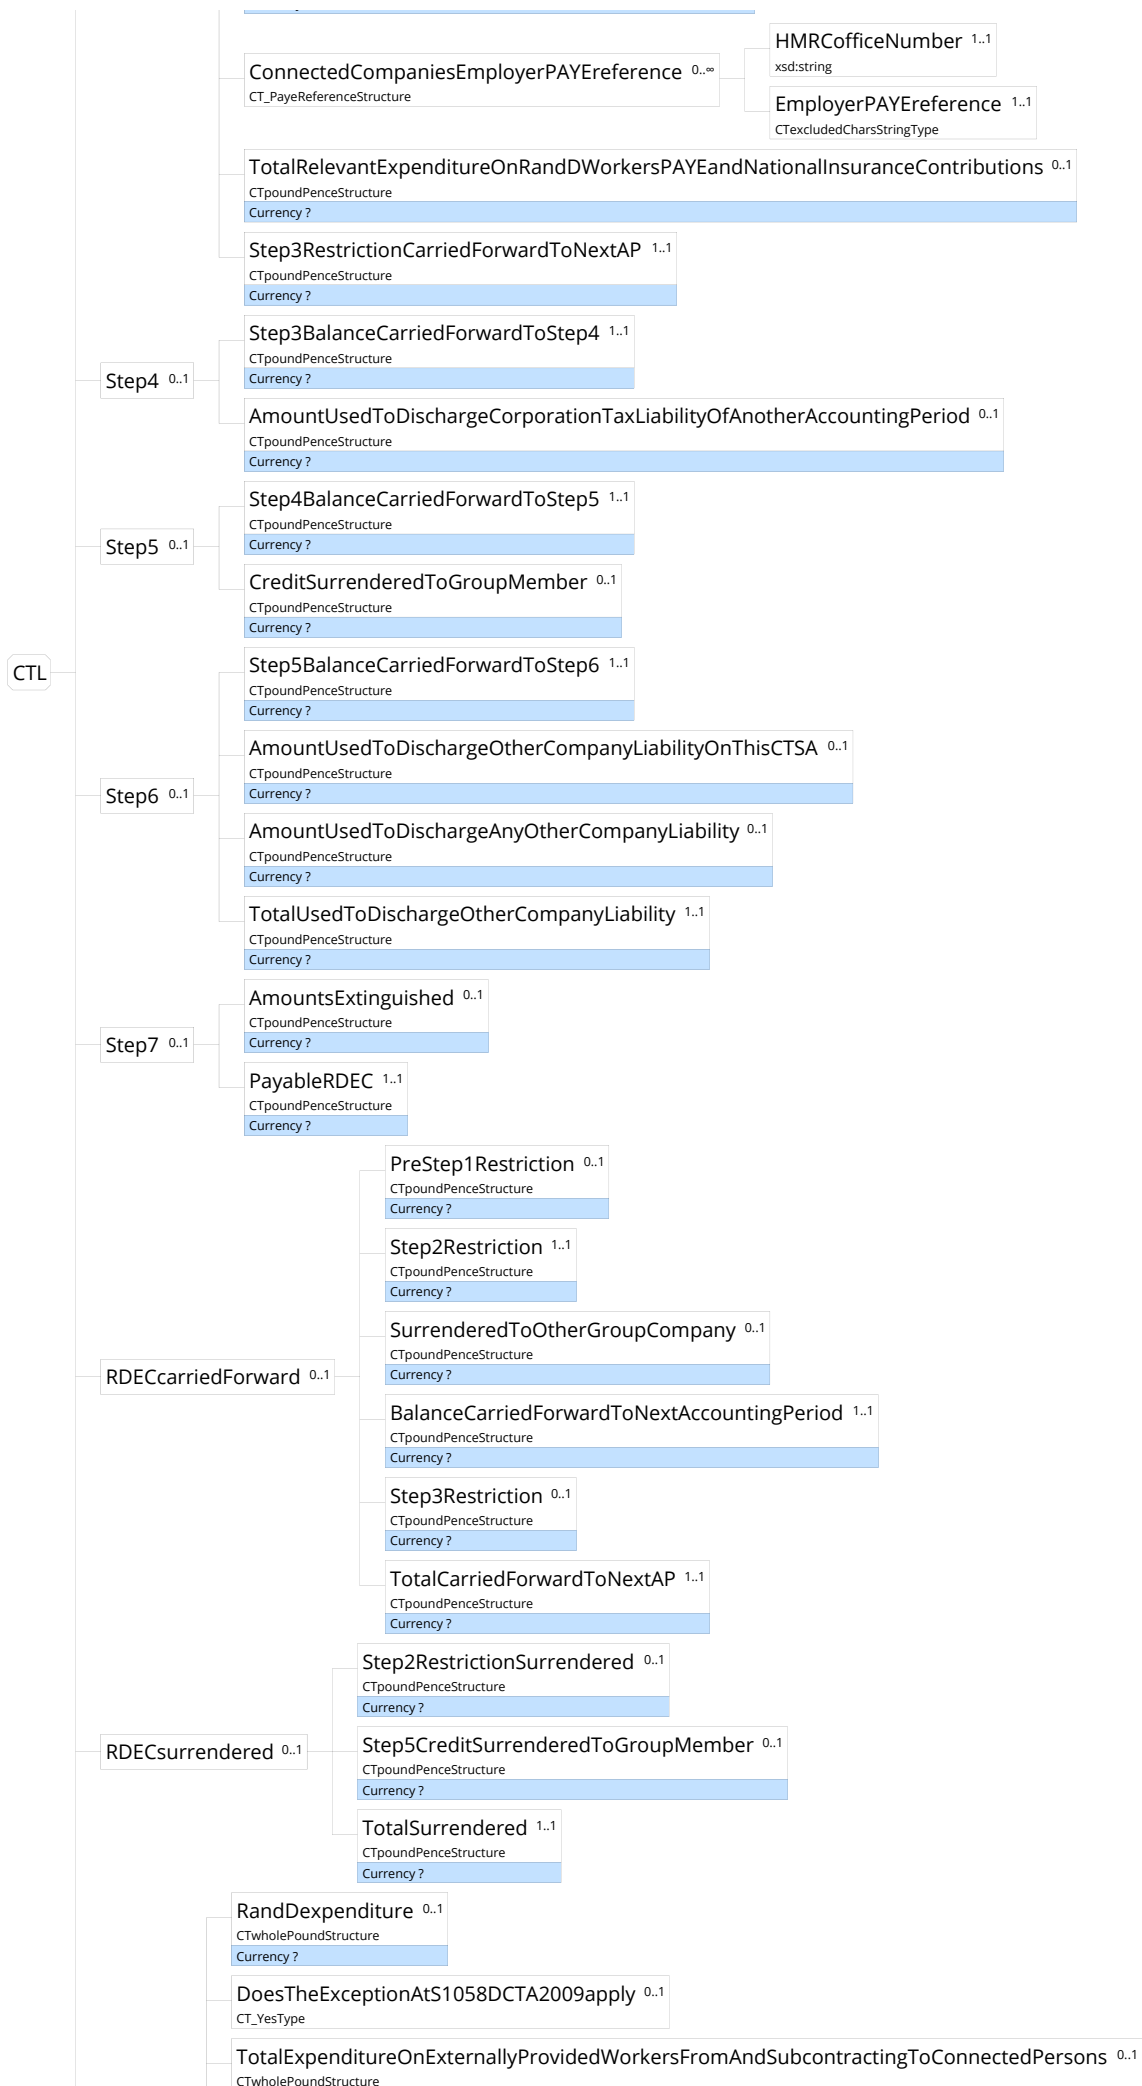 ConnectedCompaniesEmployerPAYEreference 0..∞
CT_PayeReferenceStructure
HMRCofficeNumber 1..1
xsd:string
EmployerPAYEreference 1..1
CTexcludedCharsStringType
TotalRelevantExpenditureOnRandDWorkersPAYEandNationalInsuranceContributions 0..1
CTpoundPenceStructure
Currency ?
Step3RestrictionCarriedForwardToNextAP 1..1
CTpoundPenceStructure
Currency ?
Step4 0..1
Step3BalanceCarriedForwardToStep4 1..1
CTpoundPenceStructure
Currency ?
AmountUsedToDischargeCorporationTaxLiabilityOfAnotherAccountingPeriod 0..1
CTpoundPenceStructure
Currency ?
Step5 0..1
Step4BalanceCarriedForwardToStep5 1..1
CTpoundPenceStructure
Currency ?
CreditSurrenderedToGroupMember 0..1
CTpoundPenceStructure
Currency ?
CTL
Step6 0..1
Step5BalanceCarriedForwardToStep6 1..1
CTpoundPenceStructure
Currency ?
AmountUsedToDischargeOtherCompanyLiabilityOnThisCTSA 0..1
CTpoundPenceStructure
Currency ?
AmountUsedToDischargeAnyOtherCompanyLiability 0..1
CTpoundPenceStructure
Currency ?
TotalUsedToDischargeOtherCompanyLiability 1..1
CTpoundPenceStructure
Currency ?
Step7 0..1
AmountsExtinguished 0..1
CTpoundPenceStructure
Currency ?
PayableRDEC 1..1
CTpoundPenceStructure
Currency ?
RDECcarriedForward 0..1
PreStep1Restriction 0..1
CTpoundPenceStructure
Currency ?
Step2Restriction 1..1
CTpoundPenceStructure
Currency ?
SurrenderedToOtherGroupCompany 0..1
CTpoundPenceStructure
Currency ?
BalanceCarriedForwardToNextAccountingPeriod 1..1
CTpoundPenceStructure
Currency ?
Step3Restriction 0..1
CTpoundPenceStructure
Currency ?
TotalCarriedForwardToNextAP 1..1
CTpoundPenceStructure
Currency ?
RDECsurrendered 0..1
Step2RestrictionSurrendered 0..1
CTpoundPenceStructure
Currency ?
Step5CreditSurrenderedToGroupMember 0..1
CTpoundPenceStructure
Currency ?
TotalSurrendered 1..1
CTpoundPenceStructure
Currency ?
RandDexpenditure 0..1
CTwholePoundStructure
Currency ?
DoesTheExceptionAtS1058DCTA2009apply 0..1
CT_YesType
TotalExpenditureOnExternallyProvidedWorkersFromAndSubcontractingToConnectedPersons 0..1
CTwholePoundStructure